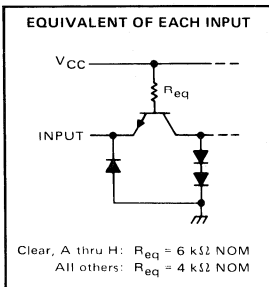 EQUIVALENT OF EACH INPUT
VCC
Req
INPUT
Clear, A thru H: Req = 6 kΩ NOM
All others: Req = 4 kΩ NOM